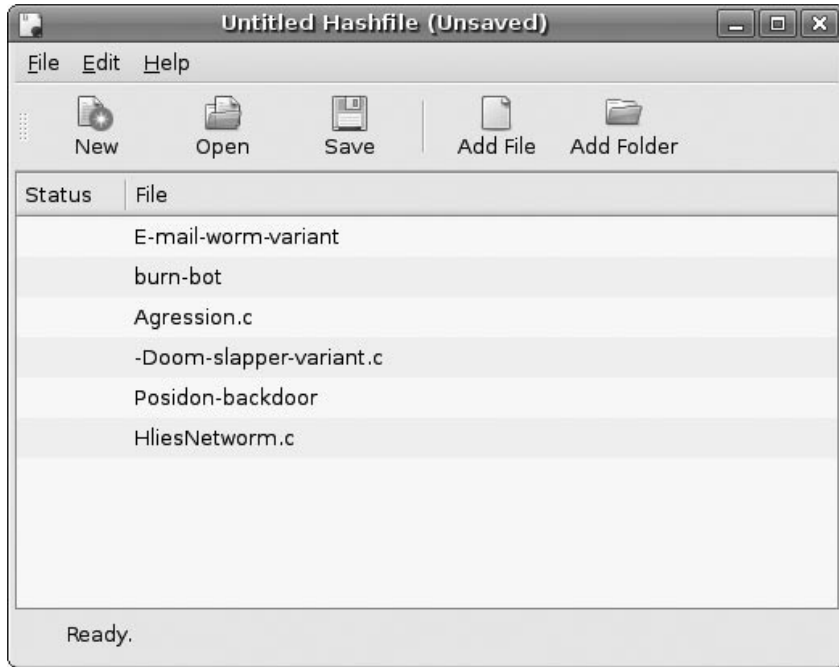 Untitled Hashfile (Unsaved)
File Edit Help
New Open Save Add File Add Folder
Status File
E-mail-worm-variant
burn-bot
Agression.c
-Doom-slapper-variant.c
Posidon-backdoor
HliesNetworm.c
Ready.